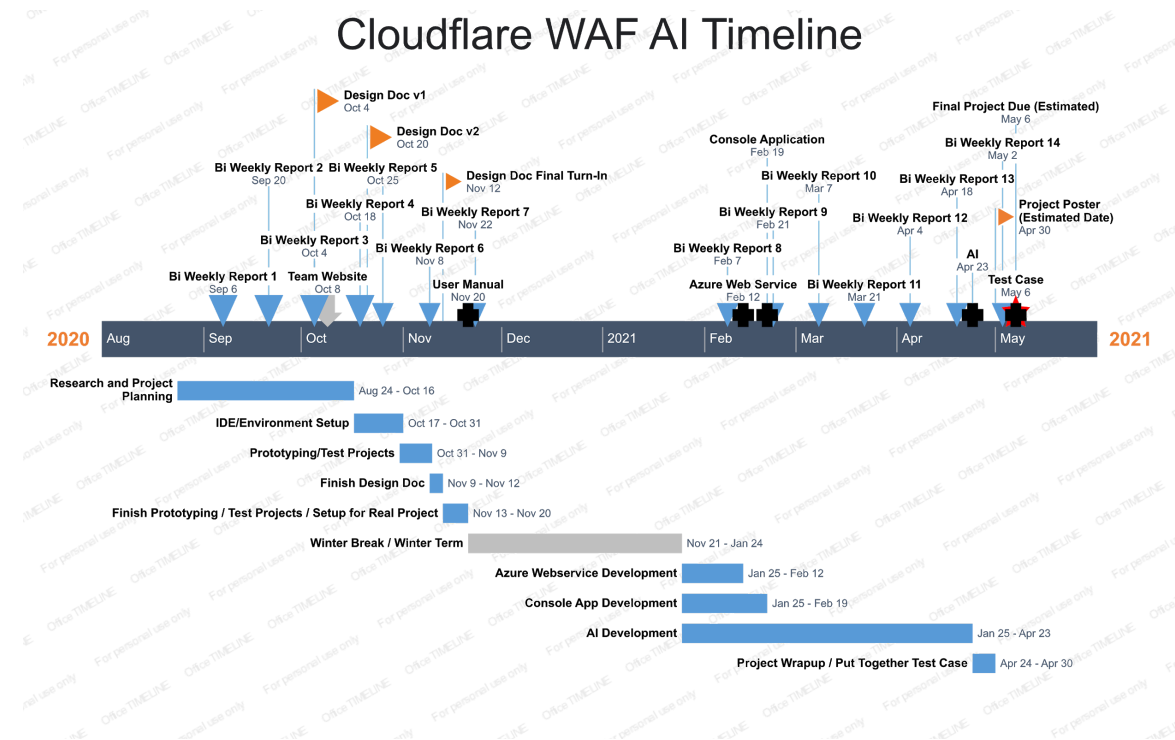 Cloudflare WAF AI Timeline
Design Doc v1
Oct 4
Design Doc v2
Oct 20
Bi Weekly Report 2
Sep 20
Bi Weekly Report 5
Oct 25
Design Doc Final Turn-In
Nov 12
Bi Weekly Report 4
Oct 18
Bi Weekly Report 7
Nov 22
Bi Weekly Report 3
Oct 4
Bi Weekly Report 6
Nov 8
Bi Weekly Report 1
Sep 6
Team Website
Oct 8
User Manual
Nov 20
Final Project Due (Estimated)
May 6
Console Application
Feb 19
Bi Weekly Report 14
May 2
Bi Weekly Report 10
Mar 7
Bi Weekly Report 13
Apr 18
Bi Weekly Report 9
Feb 21
Bi Weekly Report 12
Apr 4
Project Poster
(Estimated Date)
Apr 30
Bi Weekly Report 8
Feb 7
AI
Apr 23
Azure Web Service
Feb 12
Bi Weekly Report 11
Mar 21
Test Case
May 6
2020 Aug Sep Oct Nov Dec 2021 Feb Mar Apr May 2021
Research and Project
Planning
Aug 24 - Oct 16
IDE/Environment Setup Oct 17 - Oct 31
Prototyping/Test Projects Oct 31 - Nov 9
Finish Design Doc Nov 9 - Nov 12
Finish Prototyping / Test Projects / Setup for Real Project Nov 13 - Nov 20
Winter Break / Winter Term Nov 21 - Jan 24
Azure Webservice Development Jan 25 - Feb 12
Console App Development Jan 25 - Feb 19
AI Development Jan 25 - Apr 23
Project Wrapup / Put Together Test Case Apr 24 - Apr 30
Office TIMELINE
For personal use only